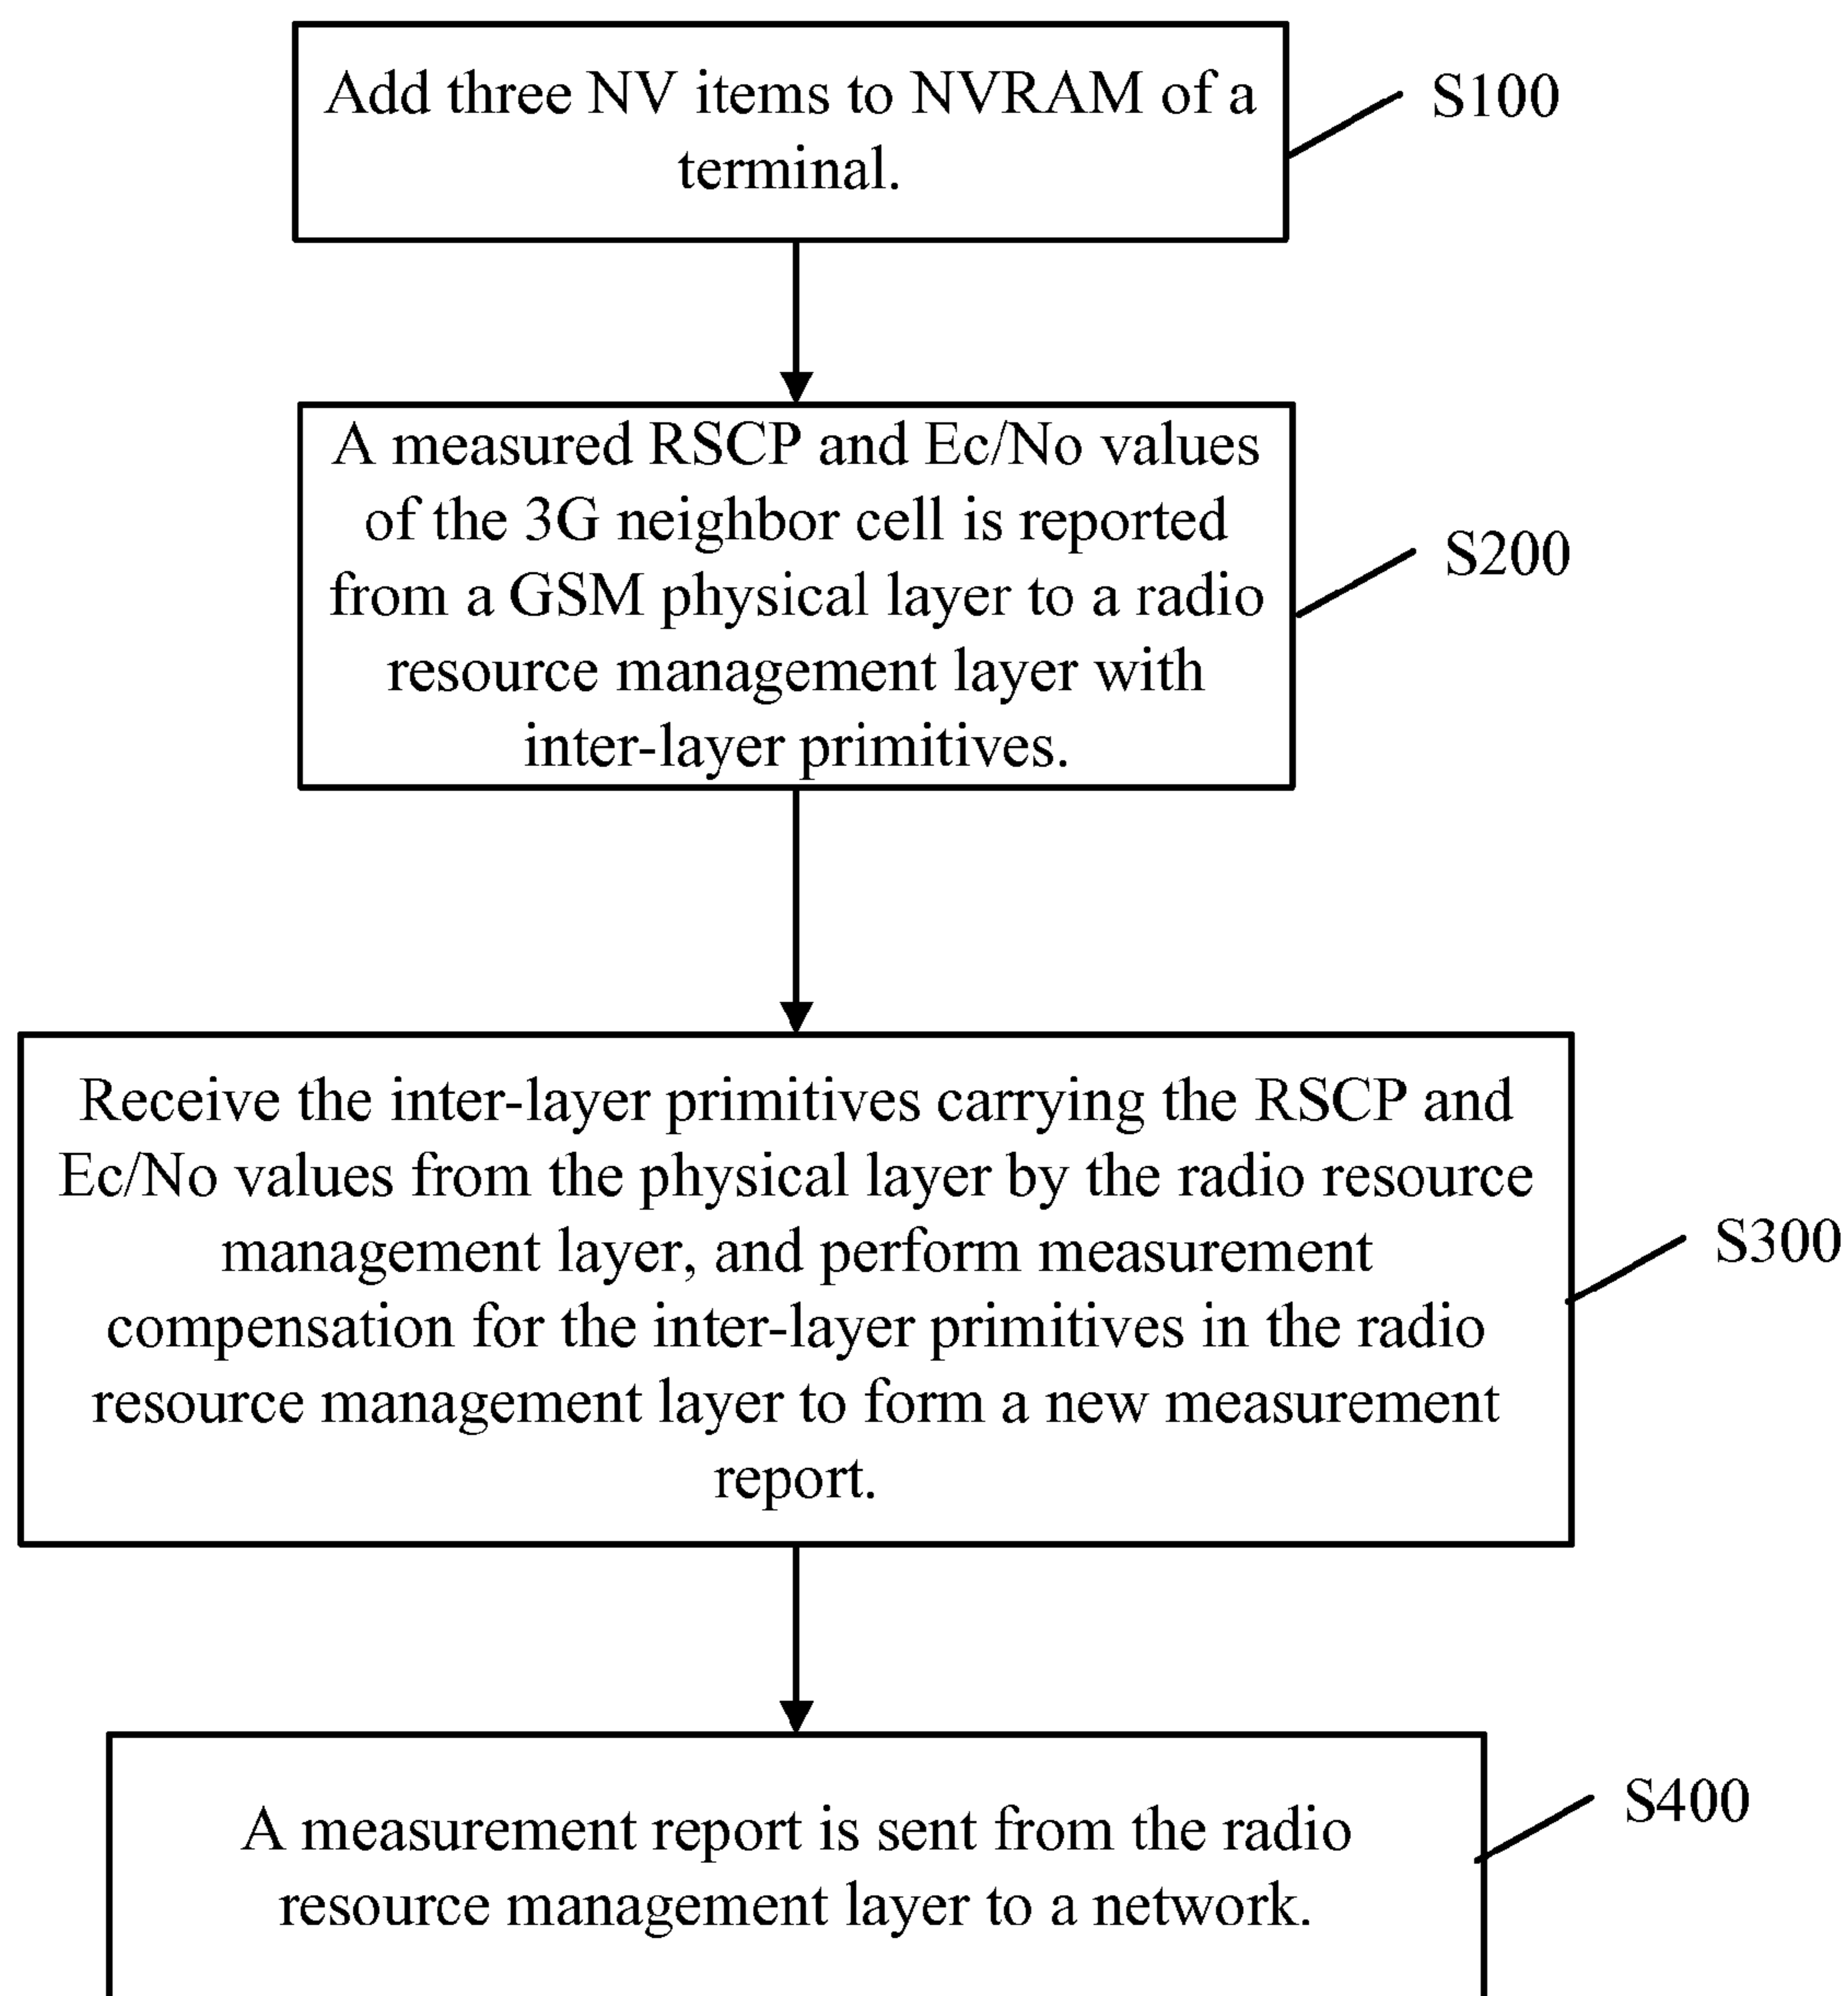 Add three NV items to NVRAM of a
terminal.
S100
A measured RSCP and Ec/No values
of the 3G neighbor cell is reported
from a GSM physical layer to a radio
resource management layer with
inter-layer primitives.
S200
Receive the inter-layer primitives carrying the RSCP and
Ec/No values from the physical layer by the radio resource
management layer, and perform measurement
compensation for the inter-layer primitives in the radio
resource management layer to form a new measurement
report.
S300
A measurement report is sent from the radio
resource management layer to a network.
S400